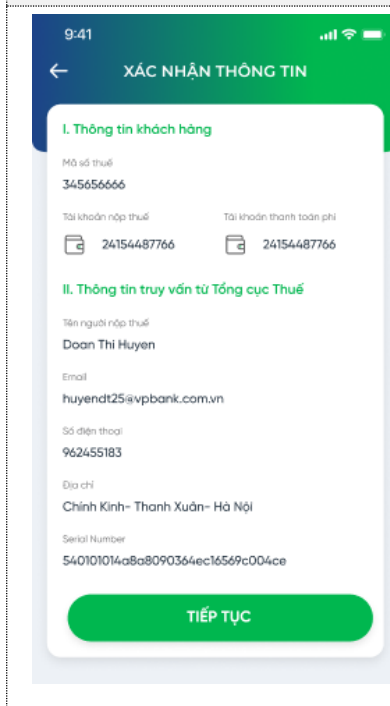 9:41
XÁC NHẬN THÔNG TIN
I. Thông tin khách hàng
Mã số thuế
345656666
Tài khoản nộp thuế Tài khoản thanh toán phí
24154487766 24154487766
II. Thông tin truy vấn từ Tổng cục Thuế
Tên người nộp thuế
Doan Thi Huyen
Email
huyendt25@vpbank.com.vn
Số điện thoại
962455183
Địa chỉ
Chính Kinh- Thanh Xuân- Hà Nội
Serial Number
540101014a8a8090364ec16569c004ce
TIẾP TỤC